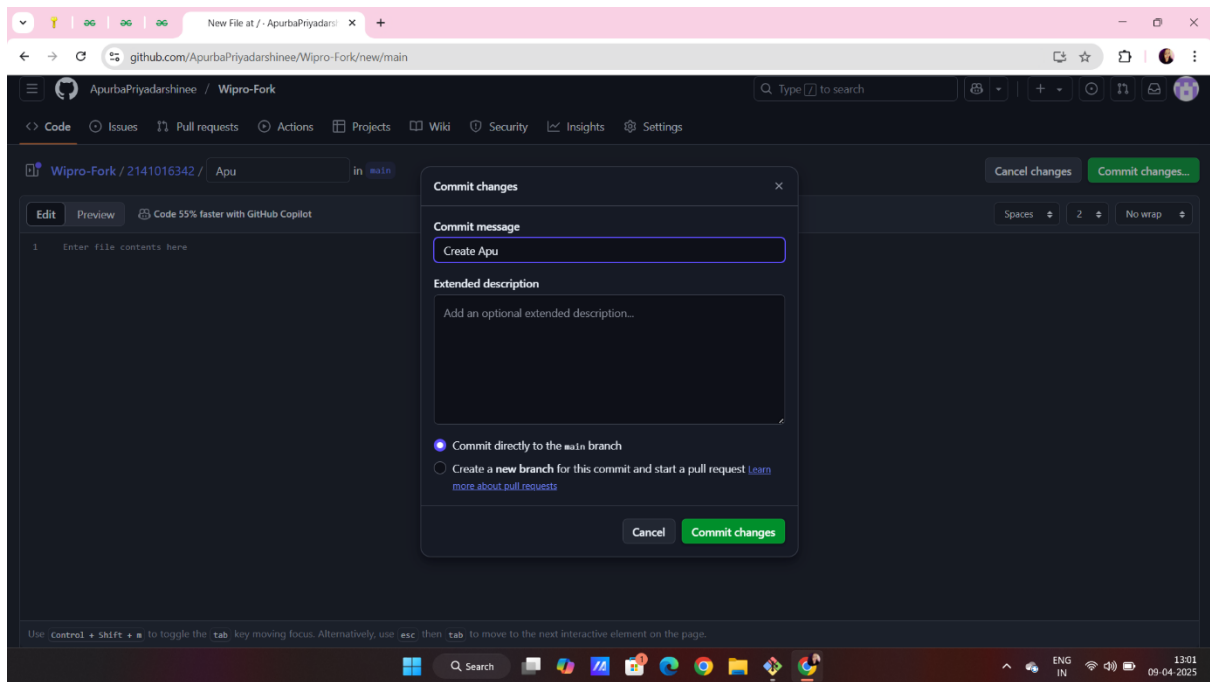 New File at / · ApurbaPriyadars
github.com/ApurbaPriyadarshinee/Wipro-Fork/new/main
ApurbaPriyadarshinee / Wipro-Fork
Type / to search
Code Issues Pull requests Actions Projects Wiki Security Insights Settings
Wipro-Fork / 2141016342 / Apu in main
Cancel changes Commit changes...
Edit Preview Code 55% faster with GitHub Copilot
Spaces 2 No wrap
1 Enter file contents here
Commit changes
Commit message
Create Apu
Extended description
Add an optional extended description...
Commit directly to the main branch
Create a new branch for this commit and start a pull request Learn
more about pull requests
Cancel Commit changes
Use Control + Shift + m to toggle the tab key moving focus. Alternatively, use esc then tab to move to the next interactive element on the page.
Search
ENG
IN
13:01
09-04-2025